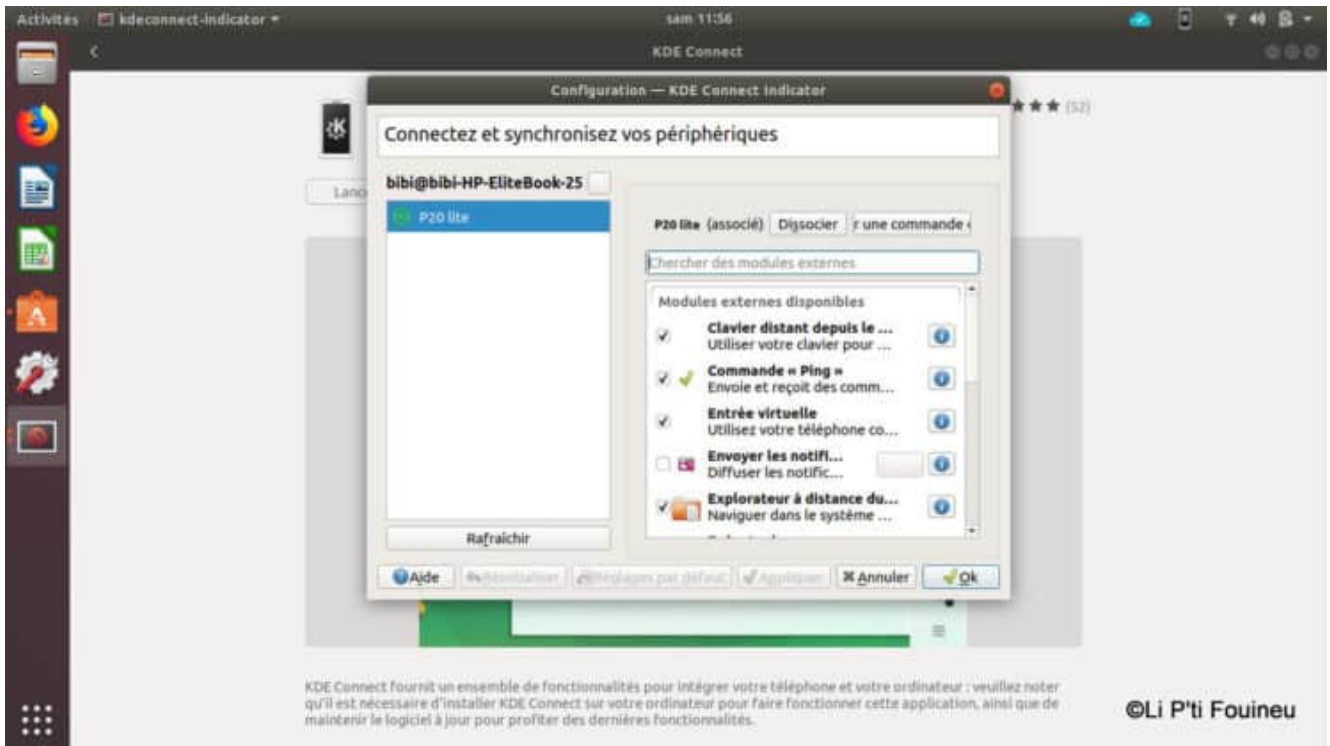 Activités kdeconnect-indicator sam 11:56
KDE Connect
Configuration — KDE Connect Indicator
(52)
Connectez et synchronisez vos périphériques
bibi@bibi-HP-EliteBook-25
Lanc
P20 lite
P20 lite (associé) Dissocier r une commande
Chercher des modules externes
Modules externes disponibles
Clavier distant depuis le ...
Utiliser votre clavier pour ...
Commande « Ping »
Envoie et reçoit des comm...
Entrée virtuelle
Utilisez votre téléphone co...
Envoyer les notifi...
Diffuser les notific...
Explorateur à distance du...
Naviguer dans le système ...
Rafraîchir
Aide Réinitialiser Réglages par défaut Appliquer Annuler Ok
KDE Connect fournit un ensemble de fonctionnalités pour intégrer votre téléphone et votre ordinateur : veuillez noter
qu'il est nécessaire d'installer KDE Connect sur votre ordinateur pour faire fonctionner cette application, ainsi que de
maintenir le logiciel à jour pour profiter des dernières fonctionnalités.
©Li P'ti Fouineu